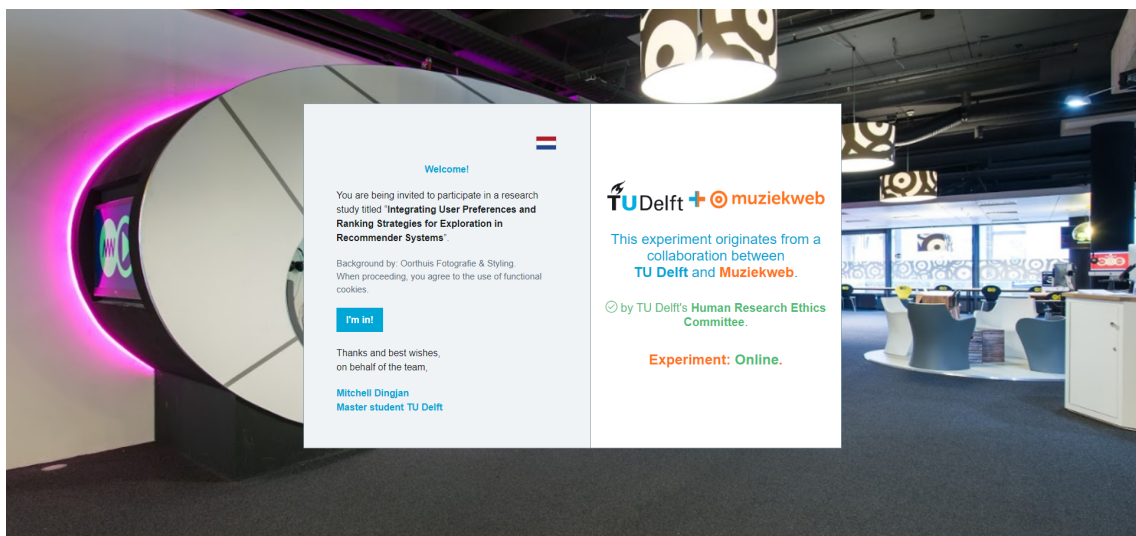 Welcome!
You are being invited to participate in a research
study titled "Integrating User Preferences and
Ranking Strategies for Exploration in
Recommender Systems".
Background by: Oorthuis Fotografie & Styling.
When proceeding, you agree to the use of functional
cookies.
I'm in!
Thanks and best wishes,
on behalf of the team,
Mitchell Dingjan
Master student TU Delft
TU Delft + muziekweb
This experiment originates from a
collaboration between
TU Delft and Muziekweb.
by TU Delft's Human Research Ethics
Committee.
Experiment: Online.